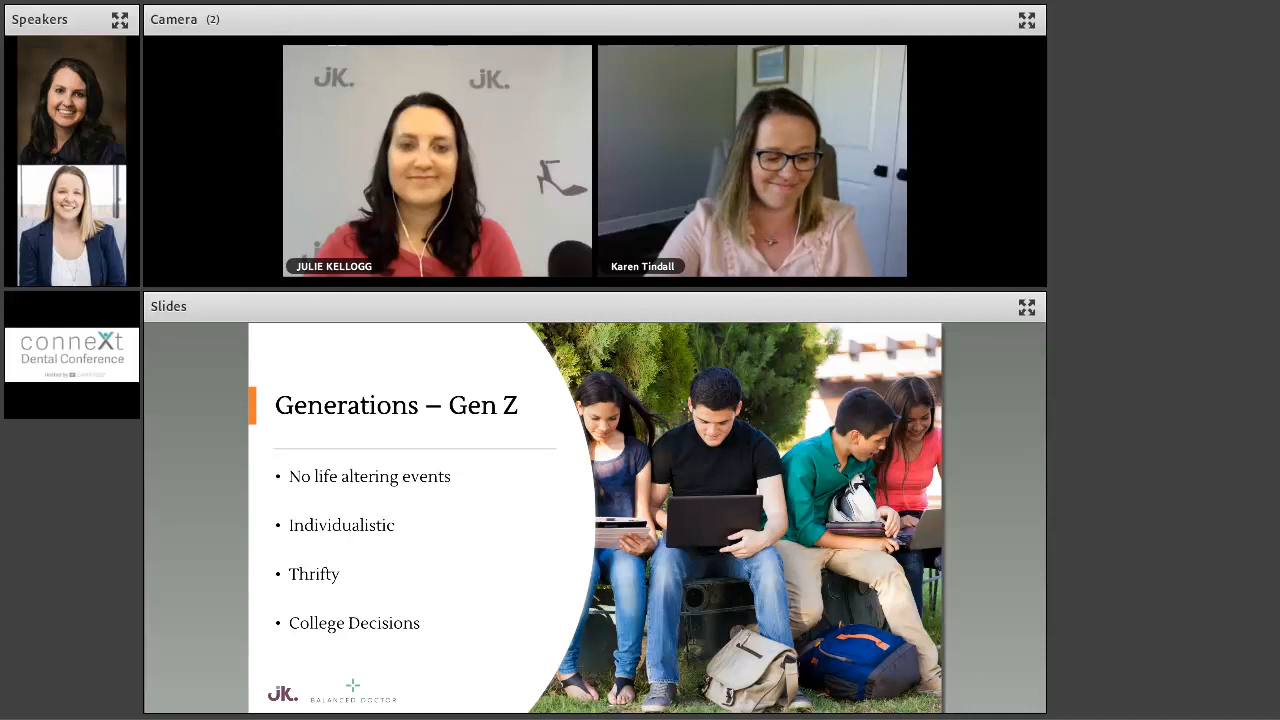 Speakers
Camera (2)
JK.
JK.
JULIE KELLOGG
Karen Tindall
conneXt
Dental Conference
Slides
Generations – Gen Z
• No life altering events
• Individualistic
• Thrifty
• College Decisions
JK.
BALANCED DOCTOR